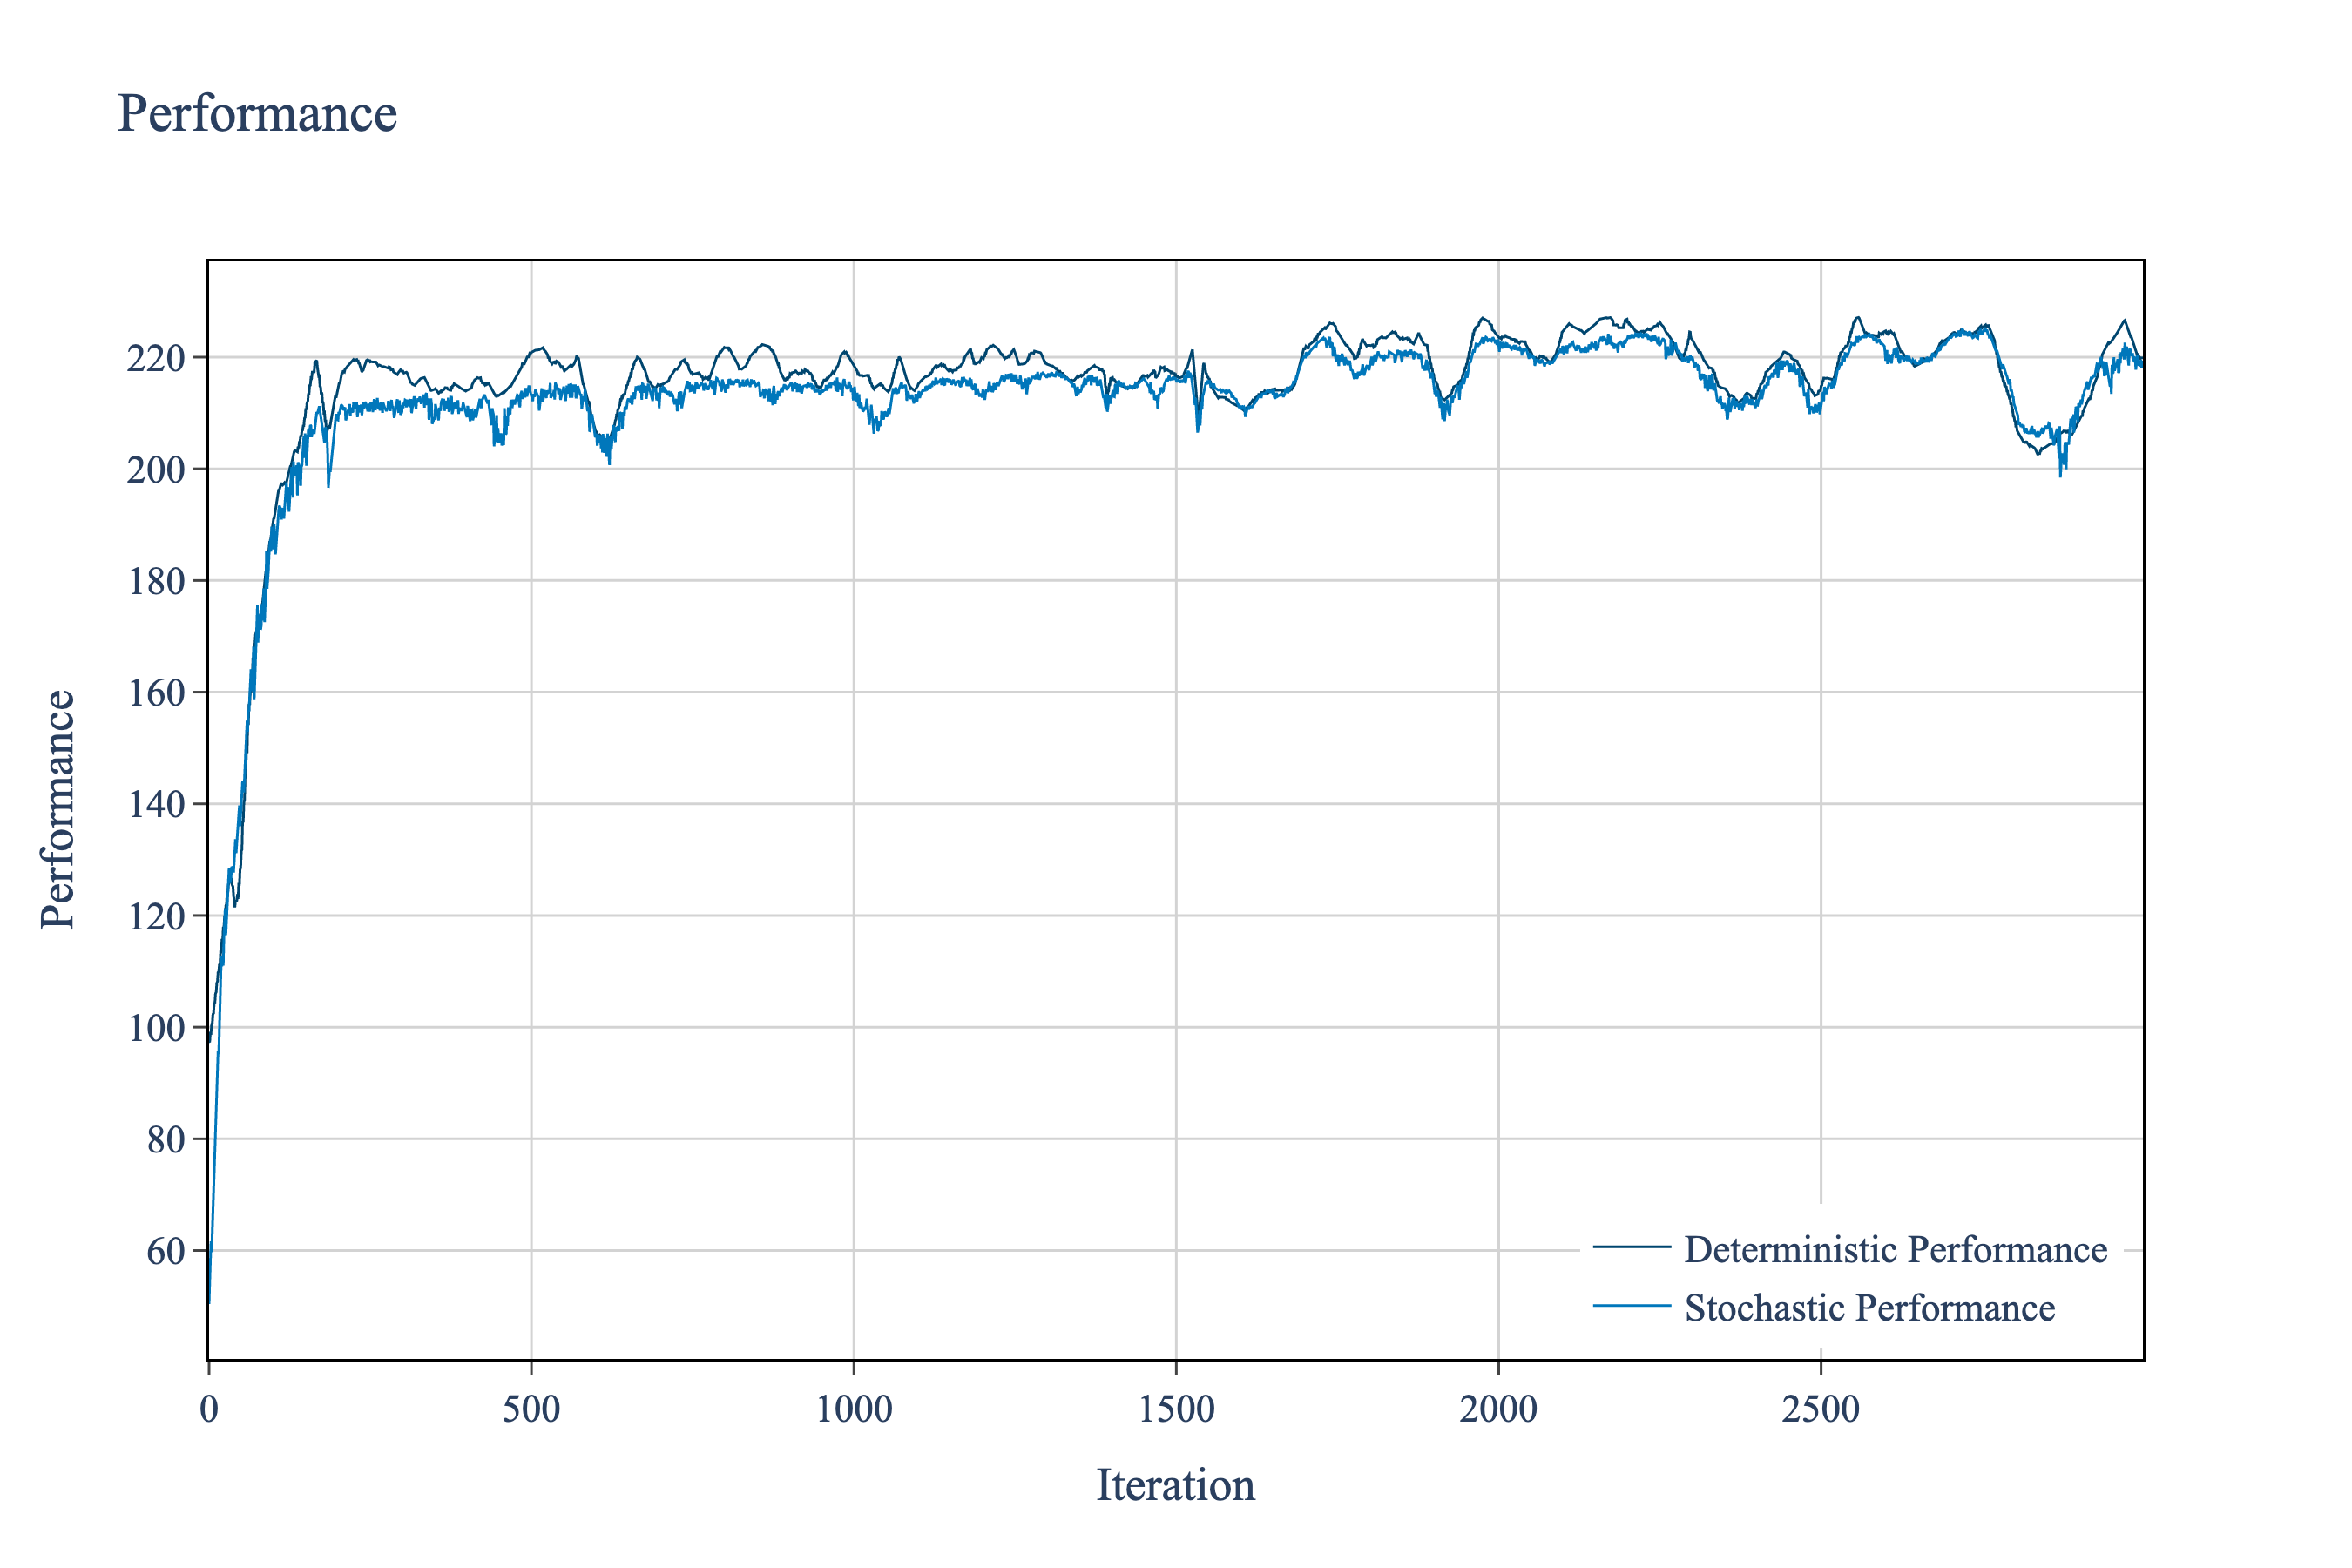 Performance
Performance
220
200
180
160
140
120
100
80
60
Deterministic Performance
Stochastic Performance
0 500 1000 1500 2000 2500
Iteration